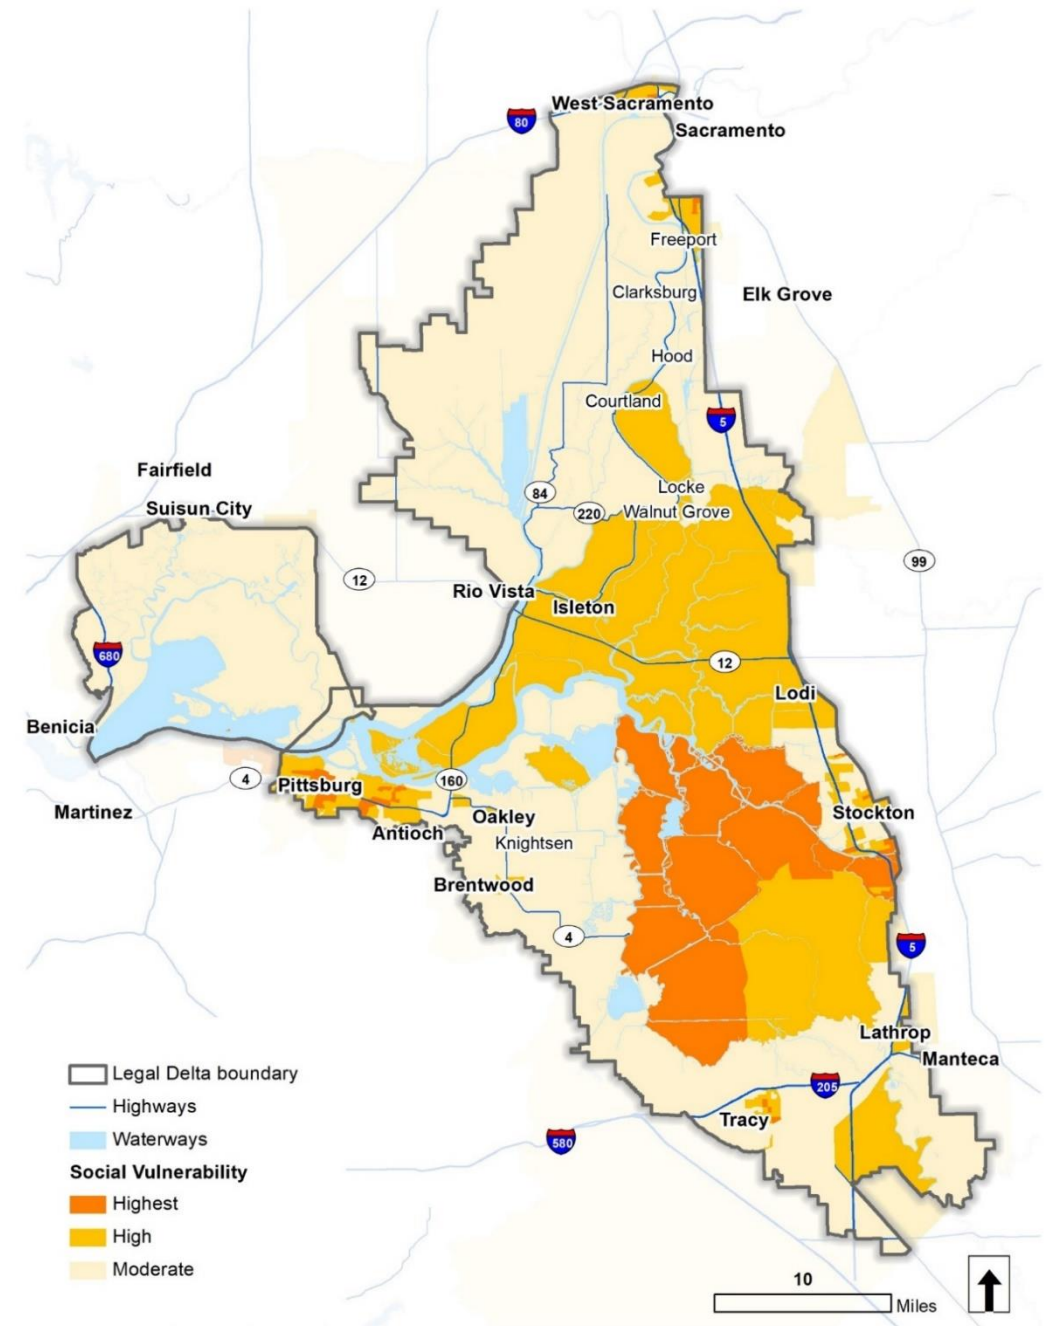 West Sacramento
80
Sacramento
Freeport
Clarksburg
Elk Grove
Hood
Courtland
5
Fairfield
Locke
84
Suisun City
220
Walnut Grove
99
12
Rio Vista
Isleton
680
12
Lodi
Benicia
4
Pittsburg
160
Martinez
Oakley
Stockton
Antioch
Knightsen
Brentwood
4
5
Lathrop
Manteca
205
Tracy
580
Legal Delta boundary
Highways
Waterways
Social Vulnerability
Highest
High
Moderate
10
Miles